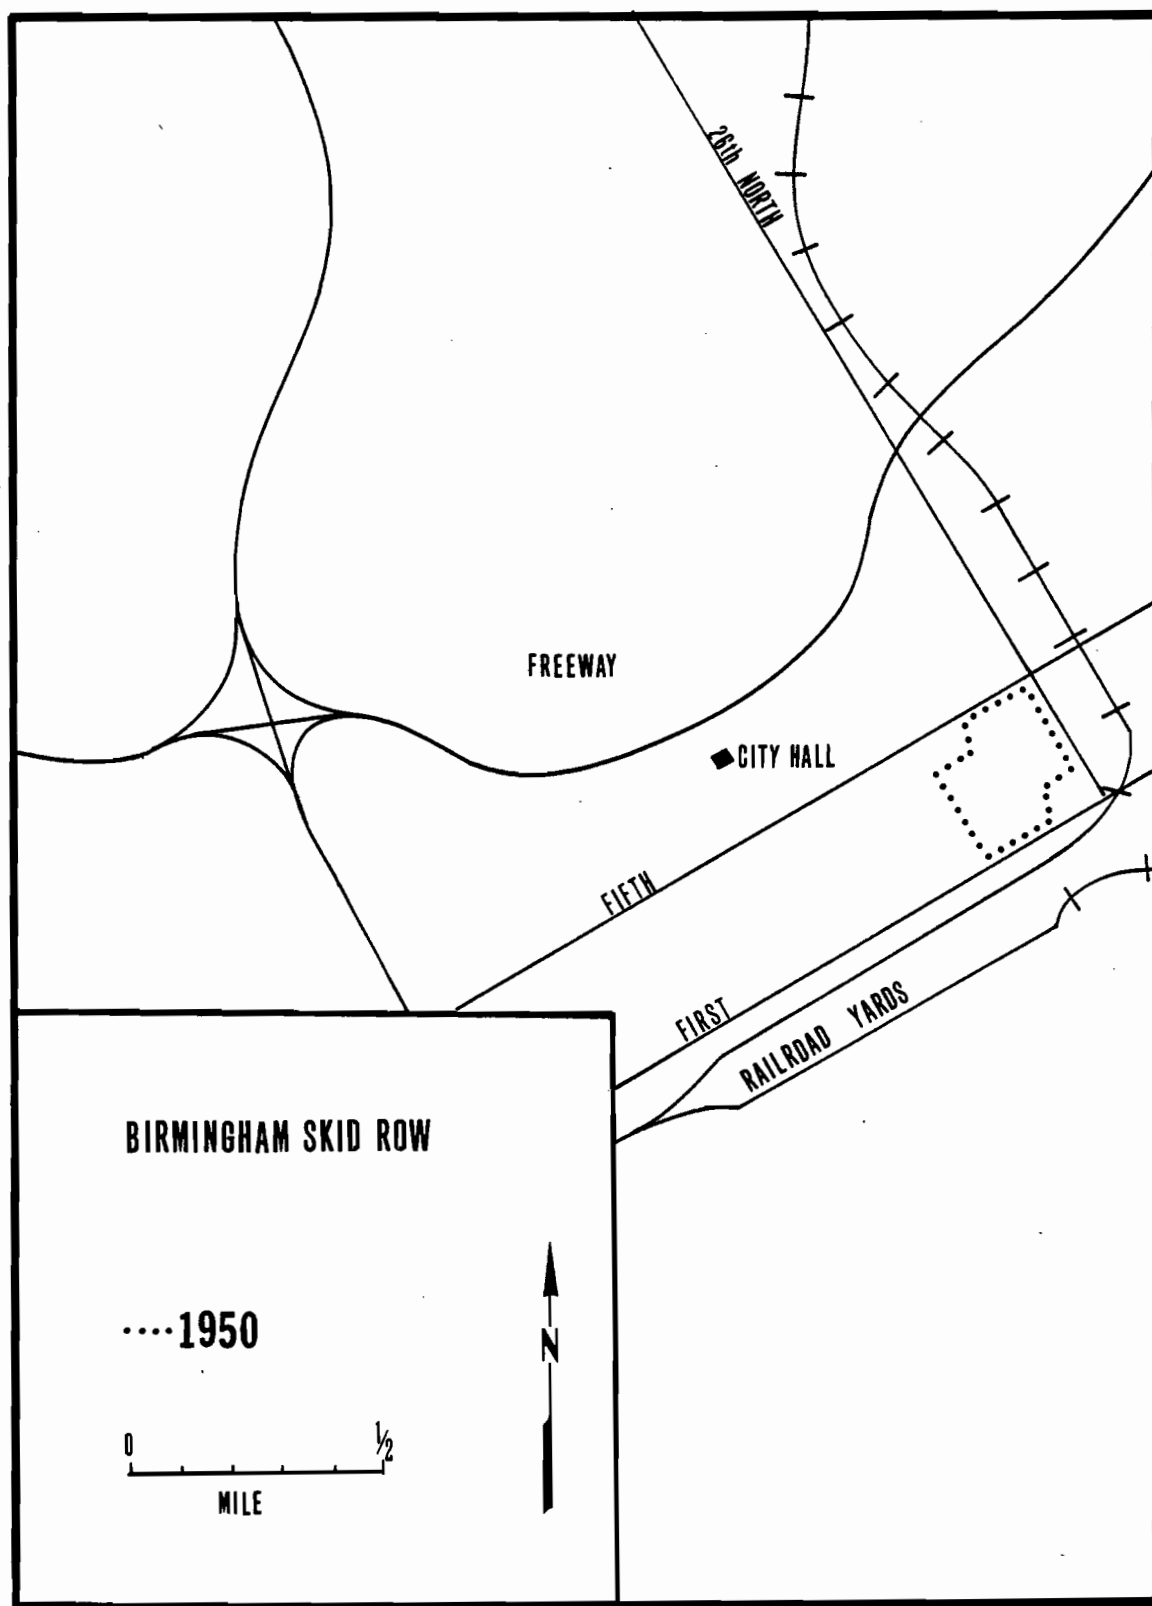 26th NORTH
FREEWAY
CITY HALL
FIFTH
FIRST
RAILROAD YARDS
BIRMINGHAM SKID ROW
....1950
0 1/2
MILE
N